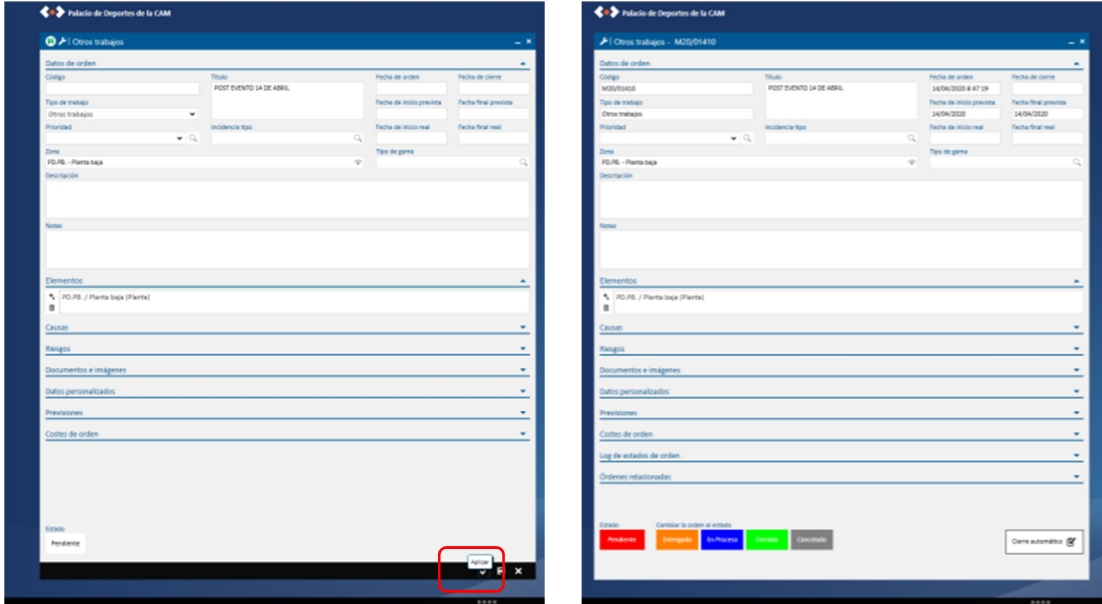 Palacio de Deportes de la CAM
Otros trabajos
Datos de orden
Código
Título
Fecha de orden
Fecha de cierre
POST EVENTO 14 DE ABRIL
Tipo de trabajo
Fecha de inicio prevista
Fecha final prevista
Otros trabajos
Prioridad
Incidencia tipo
Fecha de inicio real
Fecha final real
Zona
Tipo de gama
PD.PB. - Planta baja
Descripción
Notas
Elementos
PD.PB. / Planta baja (Planta)
Causas
Riesgos
Documentos e imágenes
Datos personalizados
Previsiones
Costes de orden
Estado
Pendiente
Aplicar
Palacio de Deportes de la CAM
Otros trabajos - M20/01410
Datos de orden
Código
Título
Fecha de orden
Fecha de cierre
M20/01410
POST EVENTO 14 DE ABRIL
14/04/2020 8:47:19
Tipo de trabajo
Fecha de inicio prevista
Fecha final prevista
Otros trabajos
14/04/2020
14/04/2020
Prioridad
Incidencia tipo
Fecha de inicio real
Fecha final real
Zona
Tipo de gama
PD.PB. - Planta baja
Descripción
Notas
Elementos
PD.PB. / Planta baja (Planta)
Causas
Riesgos
Documentos e imágenes
Datos personalizados
Previsiones
Costes de orden
Log de estados de orden
Órdenes relacionadas
Estado
Cambiar la orden al estado
Pendiente
Entregado
En Proceso
Cerrado
Cancelado
Cierre automático